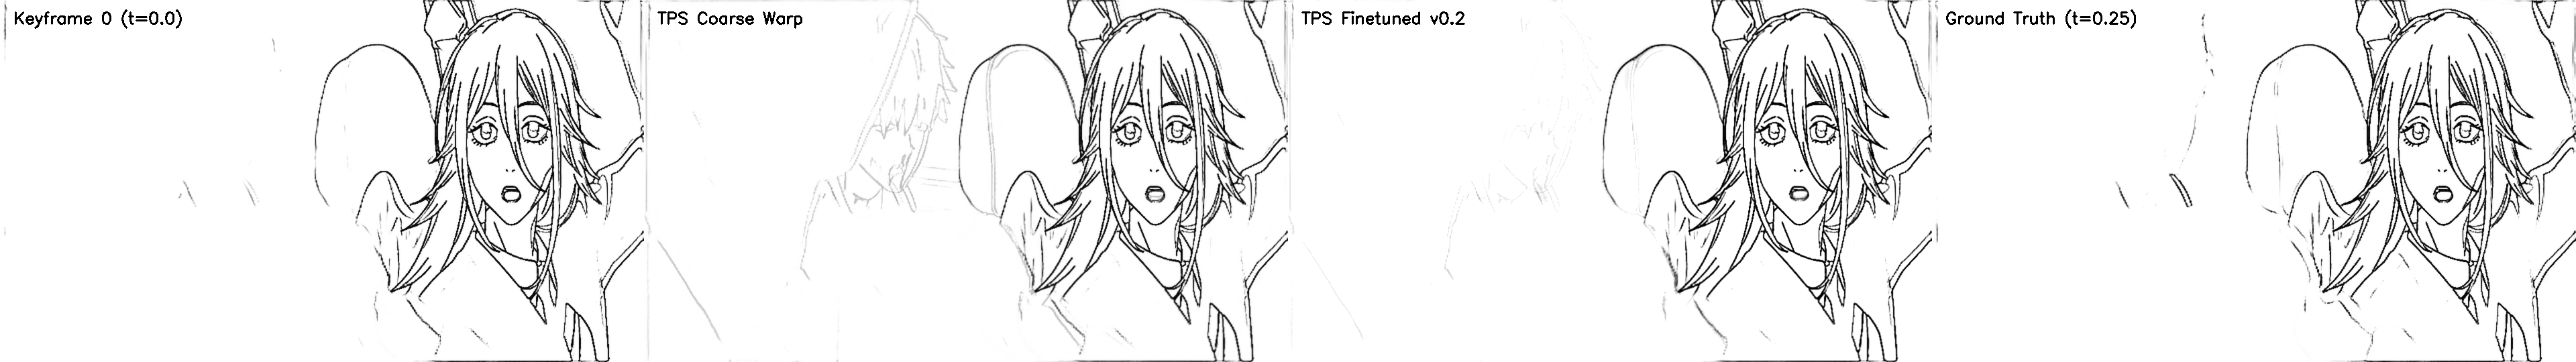 Keyframe 0 (t=0.0)
TPS Coarse Warp
TPS Finetuned v0.2
Ground Truth (t=0.25)